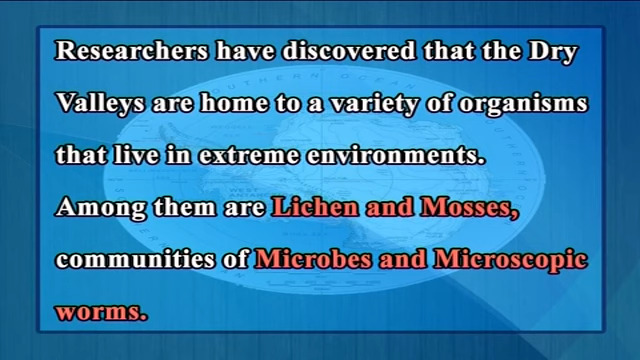 Researchers have discovered that the Dry
Valleys are home to a variety of organisms
that live in extreme environments.
Among them are Lichen and Mosses,
communities of Microbes and Microscopic
worms.